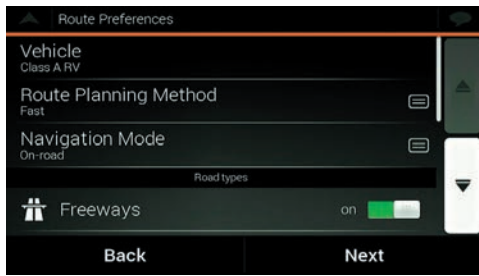 Route Preferences
Vehicle
Class A RV
Route Planning Method
Fast
Navigation Mode
On-road
Road types
Freeways on
Back Next